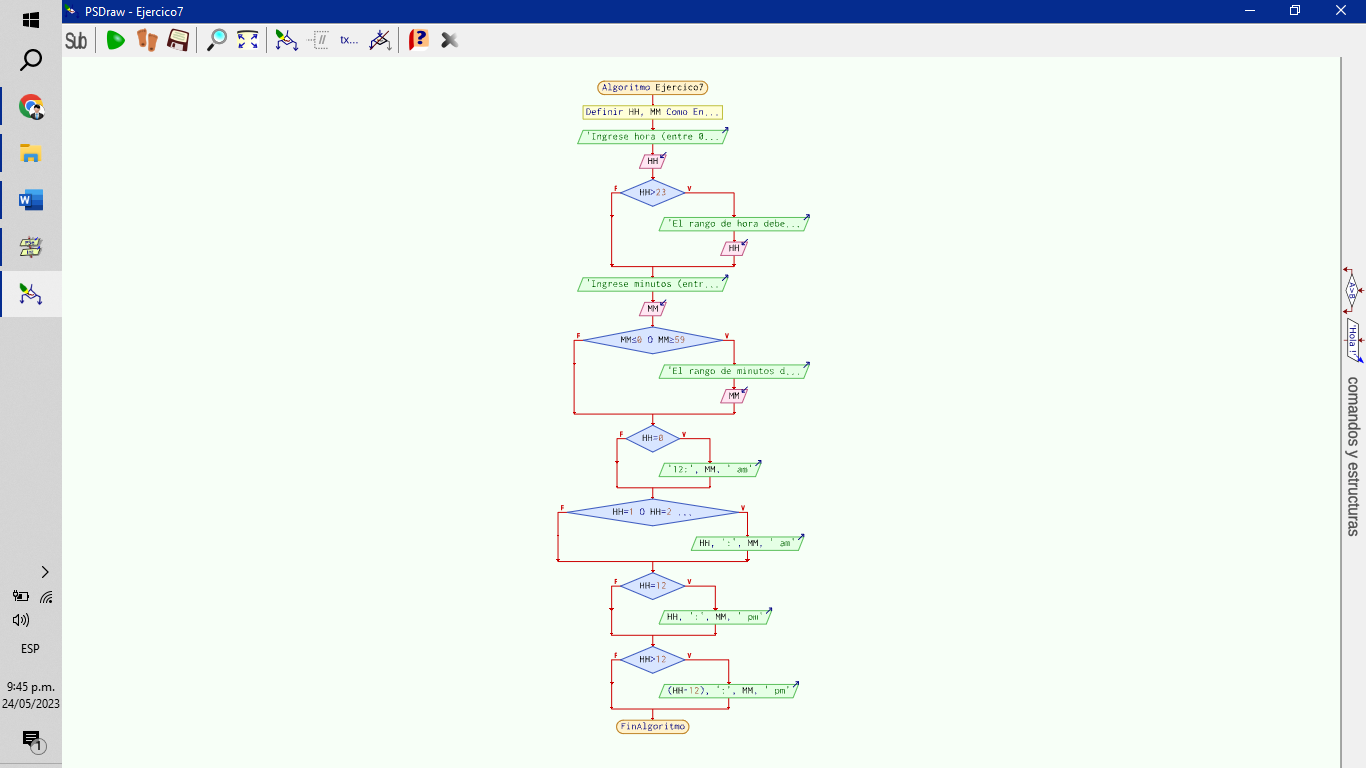 PSDraw - Ejercico7
Sub
tx...
Algoritmo Ejercico7
Definir HH, MM Como En...
'Ingrese hora (entre 0...
HH
F HH>23 V
'El rango de hora debe...
HH
'Ingrese minutos (entr...
MM
F MM≤0 O MM≥59 V
'El rango de minutos d...
MM
F HH=0 V
'12:', MM, ' am'
F HH=1 O HH=2 ... V
HH, ':', MM, ' am'
F HH=12 V
HH, ':', MM, ' pm'
F HH>12 V
(HH-12), ':', MM, ' pm'
FinAlgoritmo
A>B
'Hola !'
comandos y estructuras
ESP
9:45 p.m.
24/05/2023
1